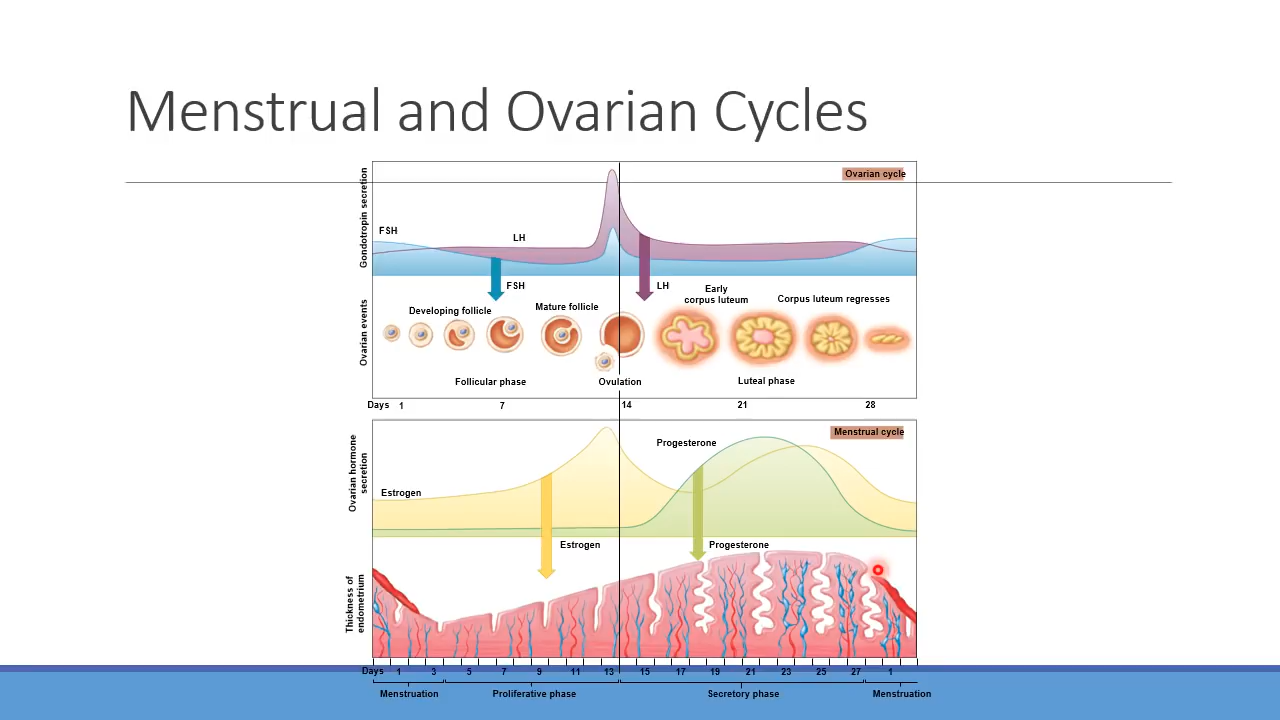 Menstrual and Ovarian Cycles
Gondotropin secretion
Ovarian cycle
FSH
LH
FSH
LH
Ovarian events
Developing follicle
Mature follicle
Early
corpus luteum
Corpus luteum regresses
Follicular phase
Ovulation
Luteal phase
Days 1 7 14 21 28
Ovarian hormone
secretion
Menstrual cycle
Progesterone
Estrogen
Estrogen
Progesterone
Thickness of
endometrium
Days 1 3 5 7 9 11 13 15 17 19 21 23 25 27 1
Menstruation
Proliferative phase
Secretory phase
Menstruation